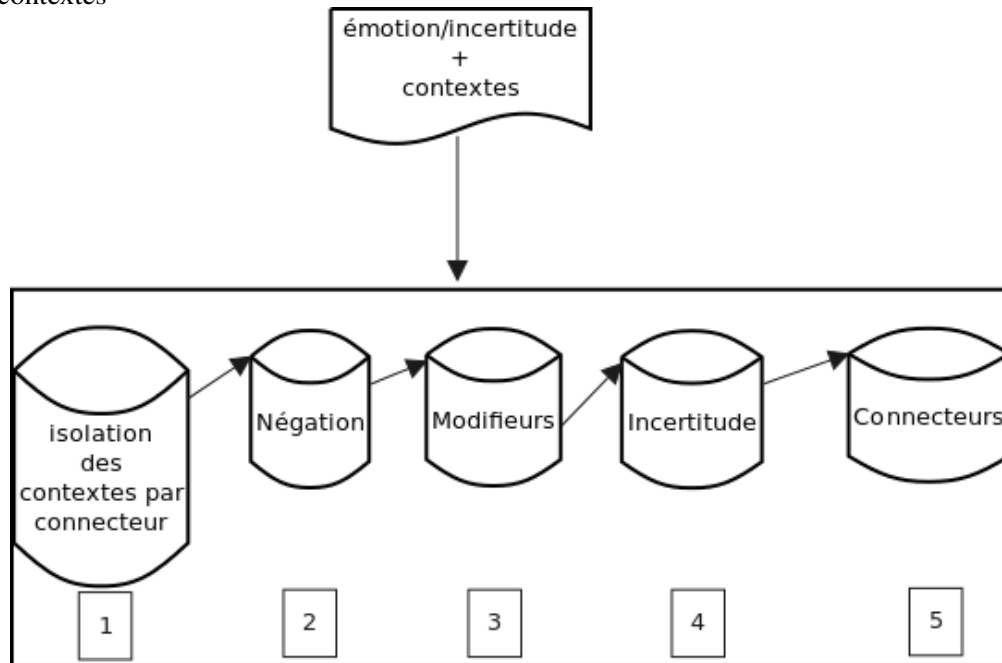 contextes
émotion/incertitude
+
contextes
isolation
des
contextes par
connecteur
Négation
Modifieurs
Incertitude
Connecteurs
1
2
3
4
5